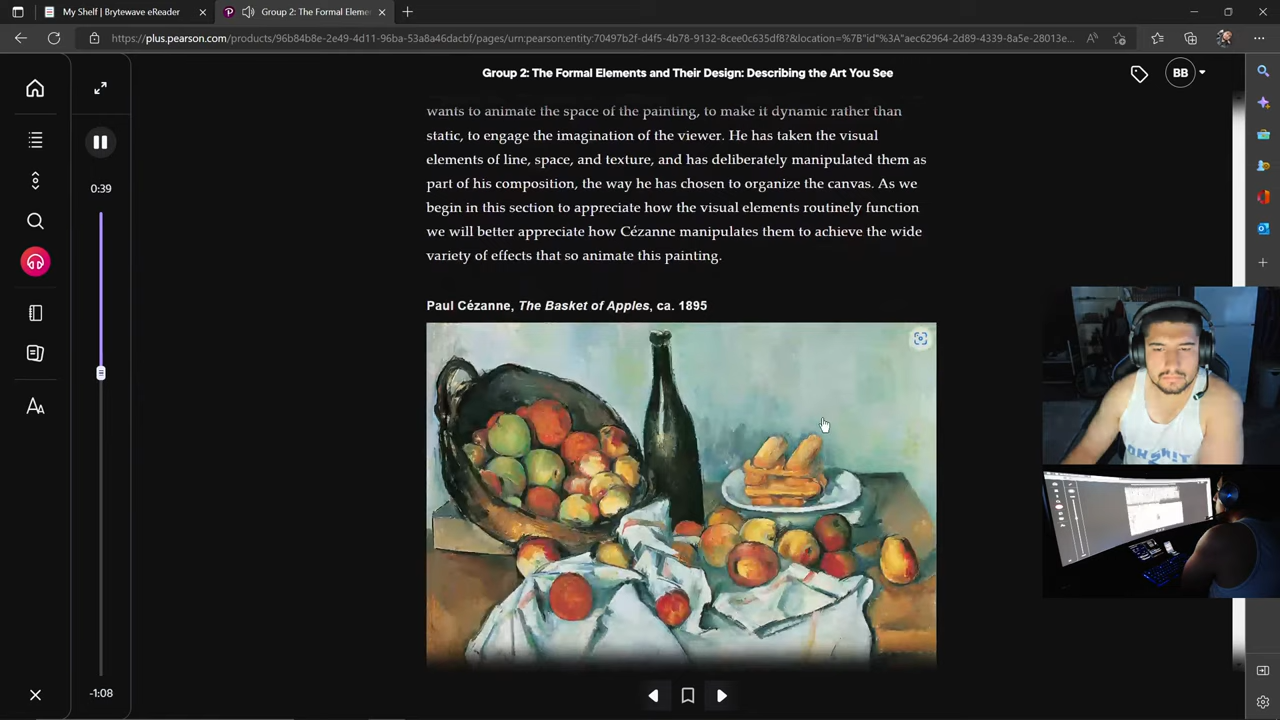 My Shelf | Brytewave eReader
Group 2: The Formal Eleme
https://plus.pearson.com/products/96b84b8e-2e49-4d11-96ba-53a8a46dacbf/pages/urn:pearson:entity:70497b2f-d4f5-4b78-9132-8cee0c635df8?&location=%7B"id"%3A"aec62964-2d89-4339-8a5e-28013e...
Group 2: The Formal Elements and Their Design: Describing the Art You See
BB
wants to animate the space of the painting, to make it dynamic rather than
static, to engage the imagination of the viewer. He has taken the visual
elements of line, space, and texture, and has deliberately manipulated them as
part of his composition, the way he has chosen to organize the canvas. As we
begin in this section to appreciate how the visual elements routinely function
we will better appreciate how Cézanne manipulates them to achieve the wide
variety of effects that so animate this painting.
Paul Cézanne, The Basket of Apples, ca. 1895
0:39
-1:08